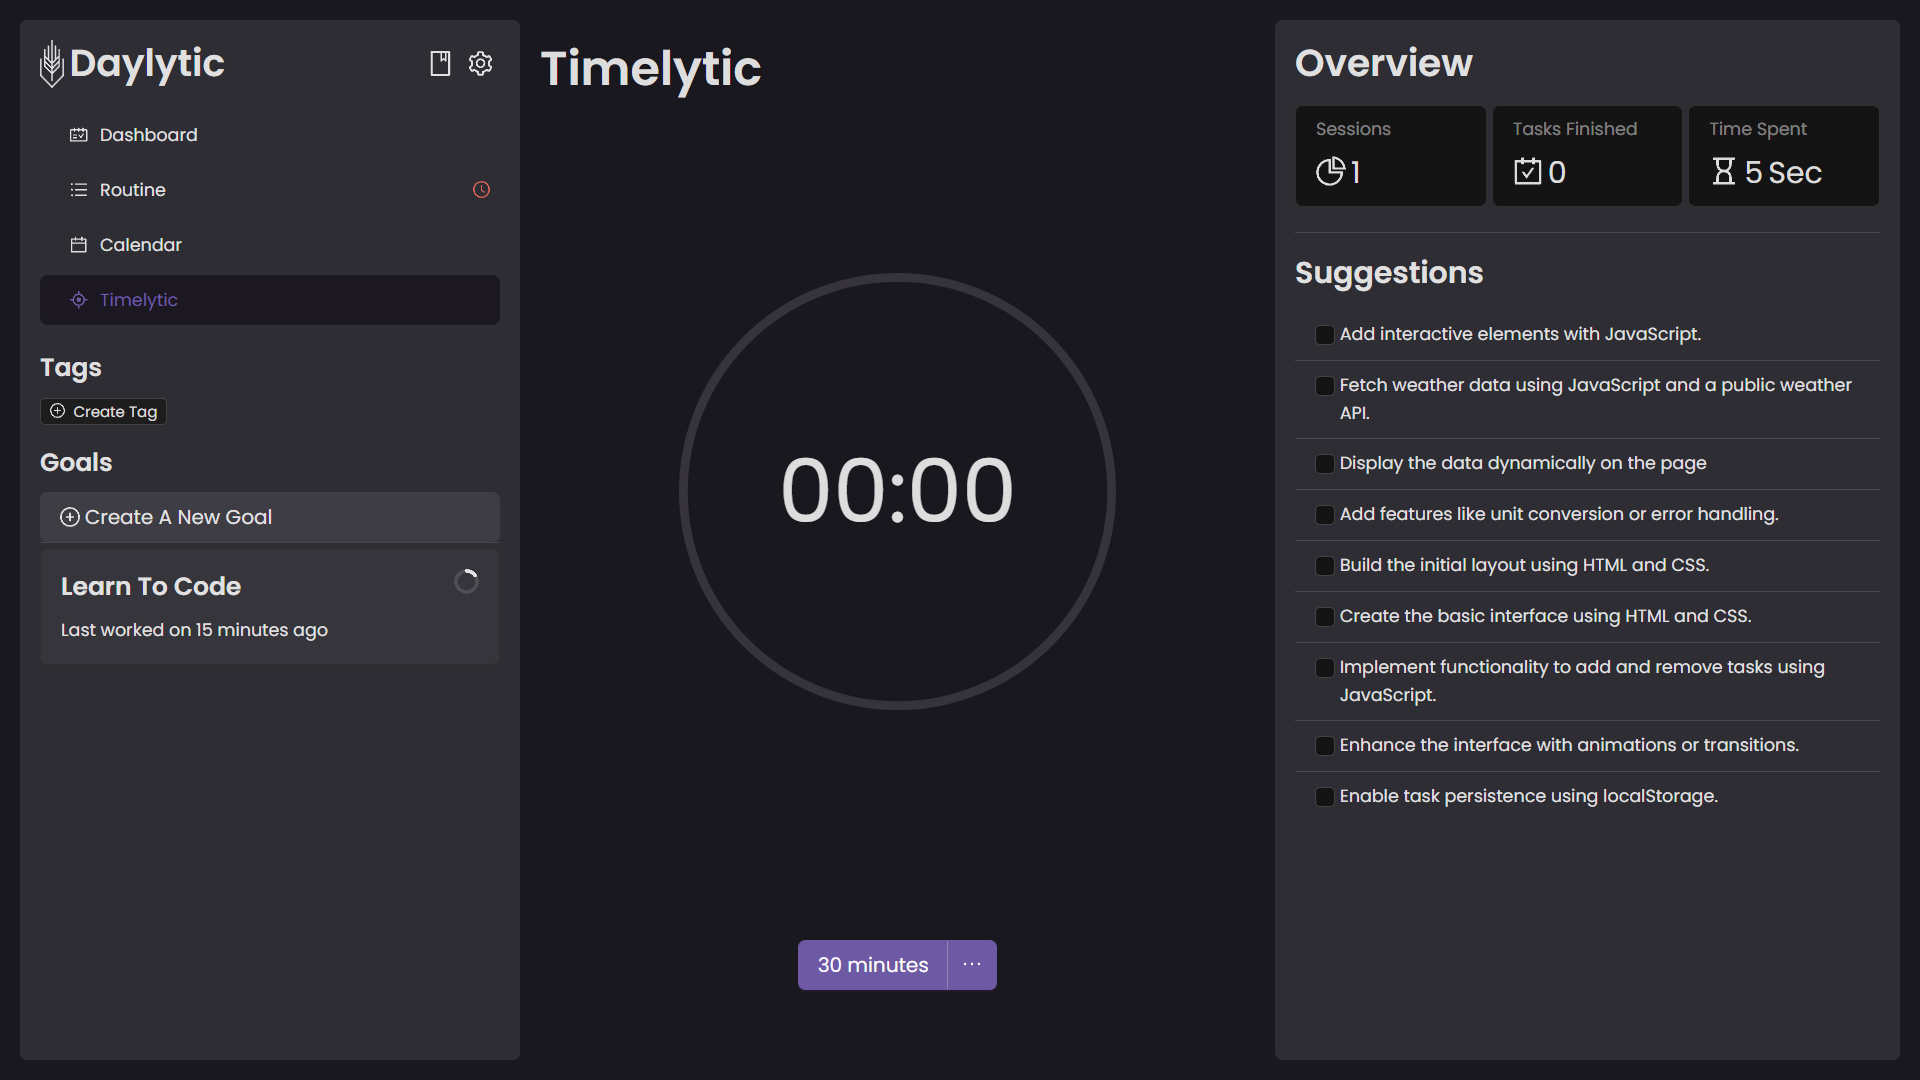 Daylytic
Dashboard
Routine
Calendar
Timelytic
Tags
Create Tag
Goals
Create A New Goal
Learn To Code
Last worked on 15 minutes ago
Timelytic
00:00
30 minutes
Overview
Sessions
1
Tasks Finished
0
Time Spent
5 Sec
Suggestions
Add interactive elements with JavaScript.
Fetch weather data using JavaScript and a public weather
API.
Display the data dynamically on the page
Add features like unit conversion or error handling.
Build the initial layout using HTML and CSS.
Create the basic interface using HTML and CSS.
Implement functionality to add and remove tasks using
JavaScript.
Enhance the interface with animations or transitions.
Enable task persistence using localStorage.